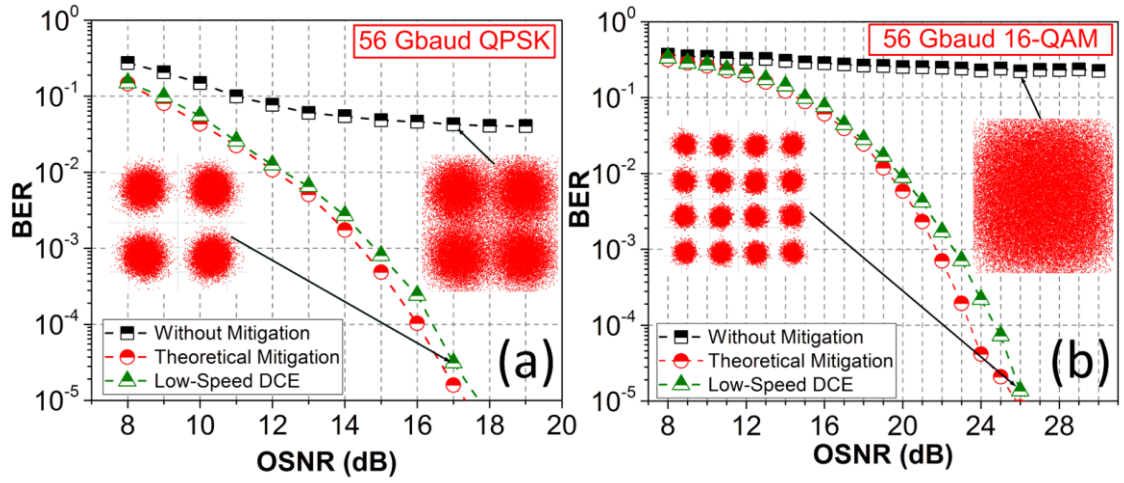 56 Gbaud QPSK
10^0
10^-1
10^-2
10^-3
10^-4
10^-5
BER
Without Mitigation
Theoretical Mitigation
Low-Speed DCE
(a)
8 10 12 14 16 18 20
OSNR (dB)
56 Gbaud 16-QAM
10^0
10^-1
10^-2
10^-3
10^-4
10^-5
BER
Without Mitigation
Theoretical Mitigation
Low-Speed DCE
(b)
8 12 16 20 24 28
OSNR (dB)